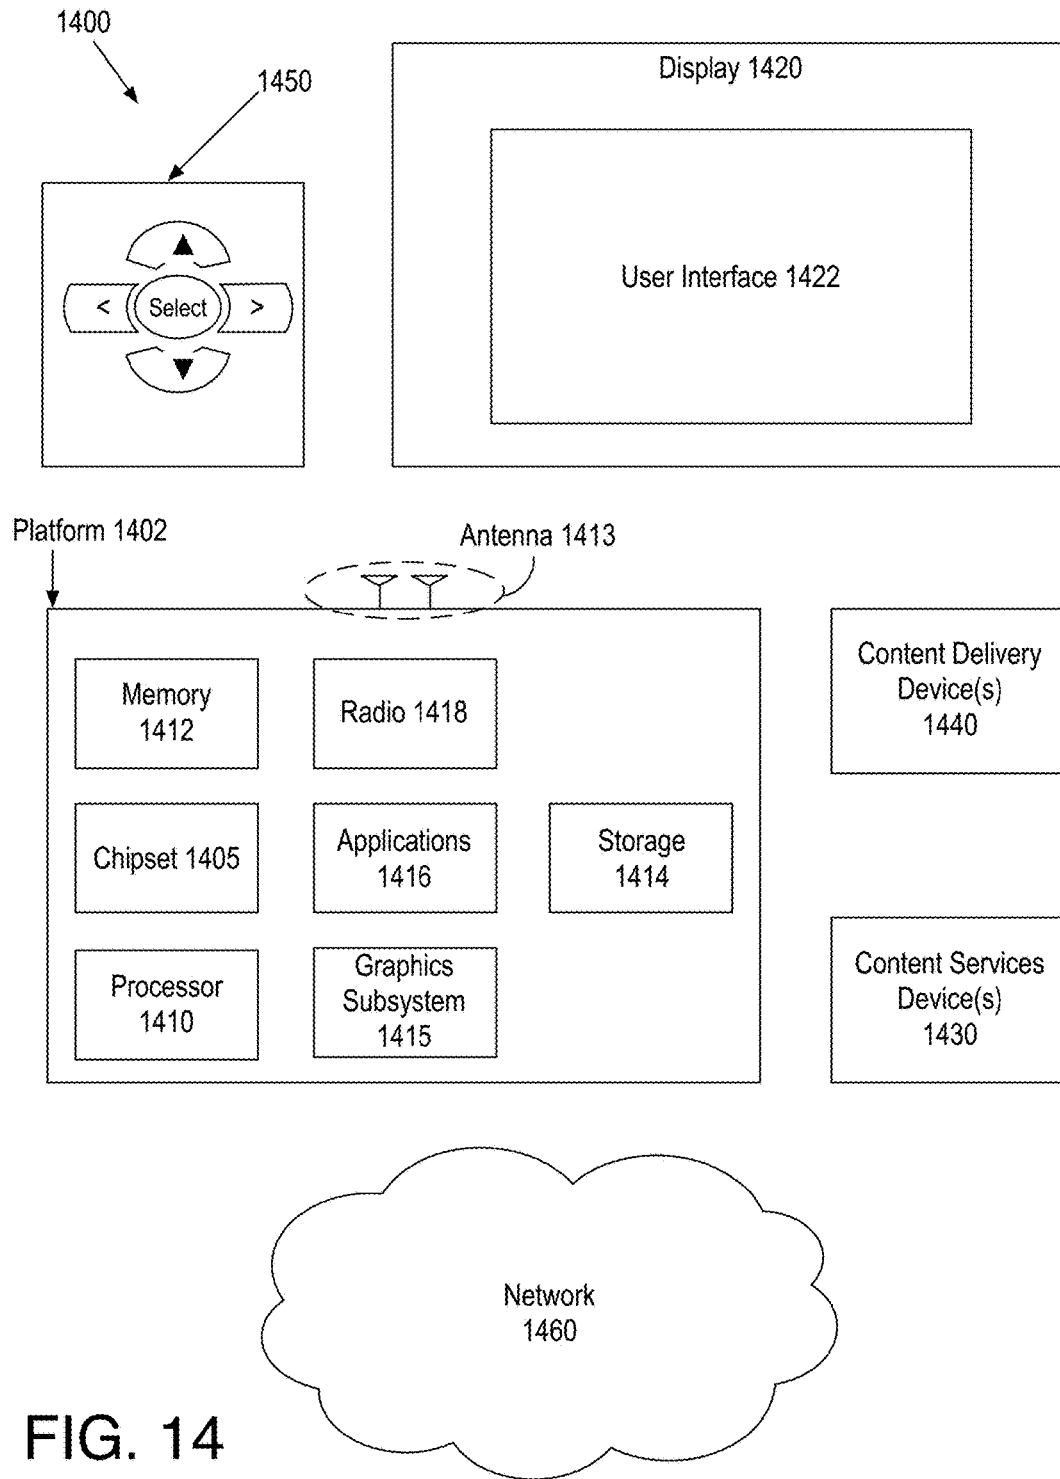 1400
1450
Display 1420
User Interface 1422
<
Select
>
Platform 1402
Antenna 1413
Memory
1412
Radio 1418
Content Delivery
Device(s)
1440
Chipset 1405
Applications
1416
Storage
1414
Processor
1410
Graphics
Subsystem
1415
Content Services
Device(s)
1430
Network
1460
FIG. 14